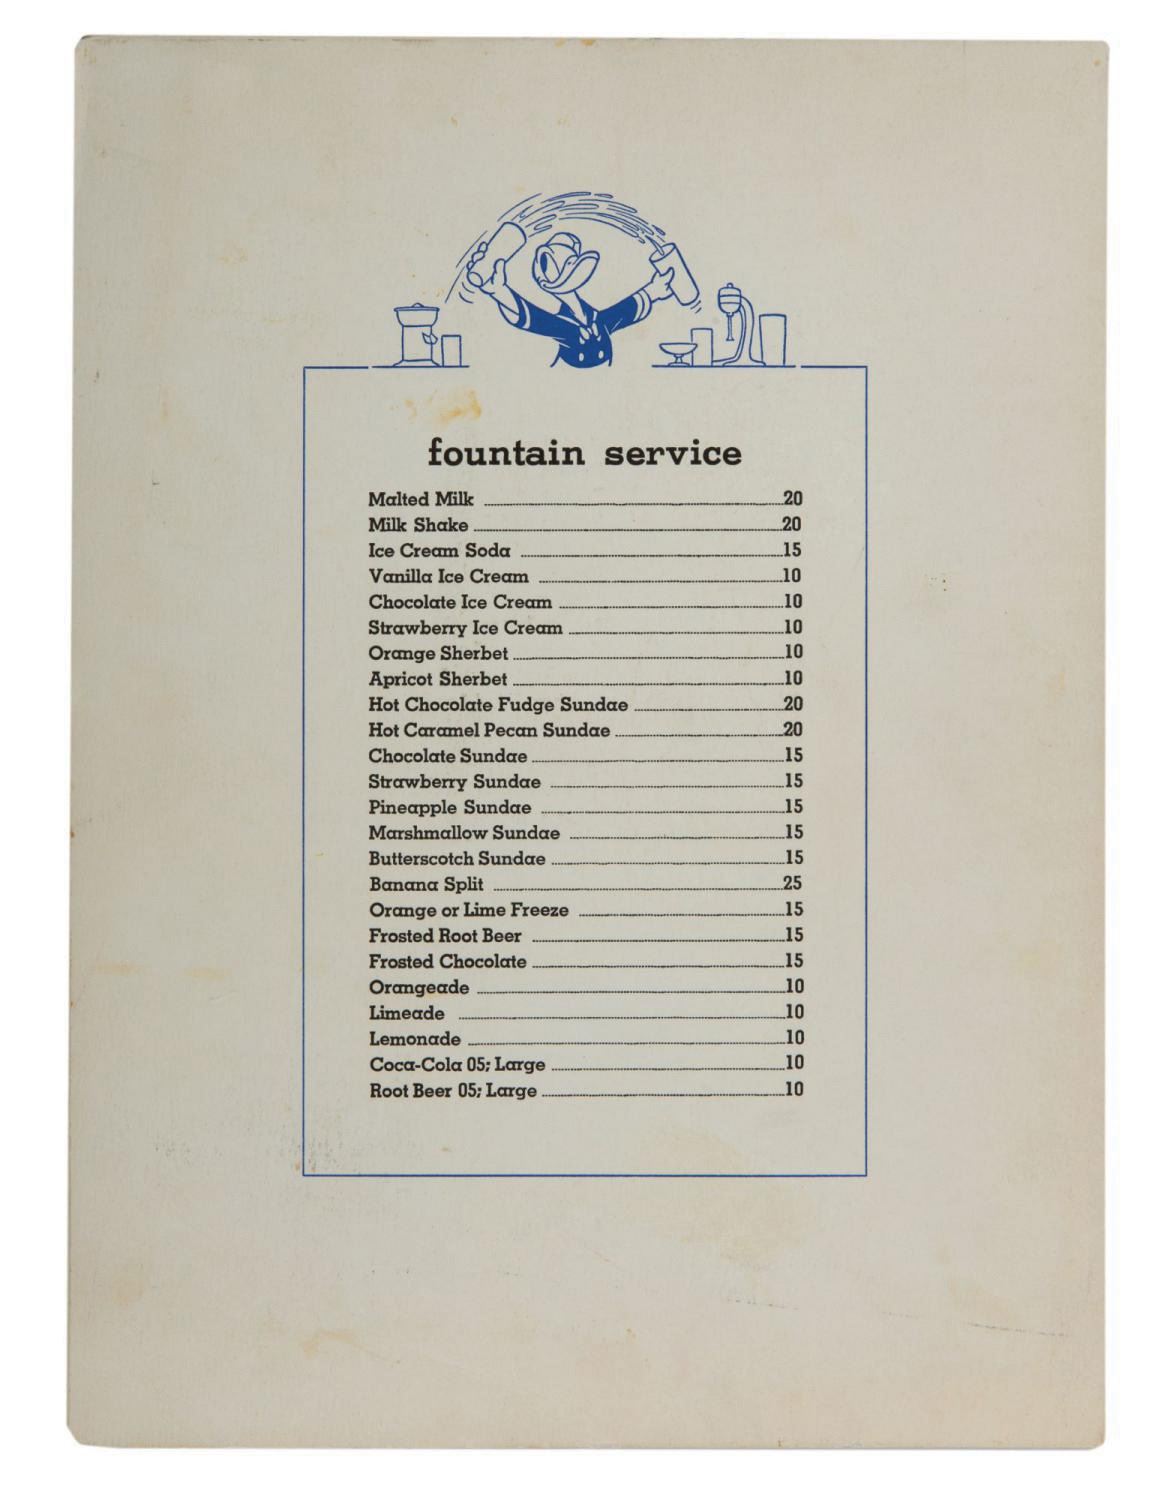 fountain service
Malted Milk 20
Milk Shake 20
Ice Cream Soda 15
Vanilla Ice Cream 10
Chocolate Ice Cream 10
Strawberry Ice Cream 10
Orange Sherbet 10
Apricot Sherbet 10
Hot Chocolate Fudge Sundae 20
Hot Caramel Pecan Sundae 20
Chocolate Sundae 15
Strawberry Sundae 15
Pineapple Sundae 15
Marshmallow Sundae 15
Butterscotch Sundae 15
Banana Split 25
Orange or Lime Freeze 15
Frosted Root Beer 15
Frosted Chocolate 15
Orangeade 10
Limeade 10
Lemonade 10
Coca-Cola 05; Large 10
Root Beer 05; Large 10